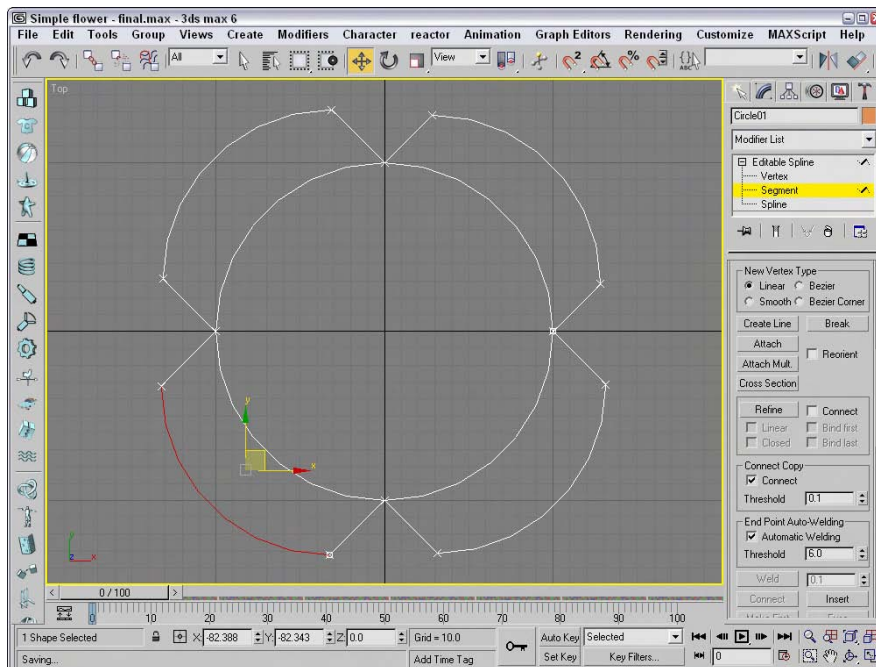 Simple flower - final.max - 3ds max 6
File Edit Tools Group Views Create Modifiers Character reactor Animation Graph Editors Rendering Customize MAXScript Help
All
View
Top
Circle01
Modifier List
Editable Spline
Vertex
Segment
Spline
New Vertex Type
Linear Bezier
Smooth Bezier Corner
Create Line Break
Attach
Reorient
Attach Mult.
Cross Section
Refine Connect
Linear Bind first
Closed Bind last
Connect Copy
Connect
Threshold 0.1
End Point Auto-Welding
Automatic Welding
Threshold 6.0
Weld 0.1
Connect Insert
y
x
y
z x
0 / 100
0 10 20 30 40 50 60 70 80 90 100
1 Shape Selected X: -82.388 Y: -82.343 Z: 0.0 Grid = 10.0 Auto Key Selected
Saving... Add Time Tag Set Key Key Filters... 0